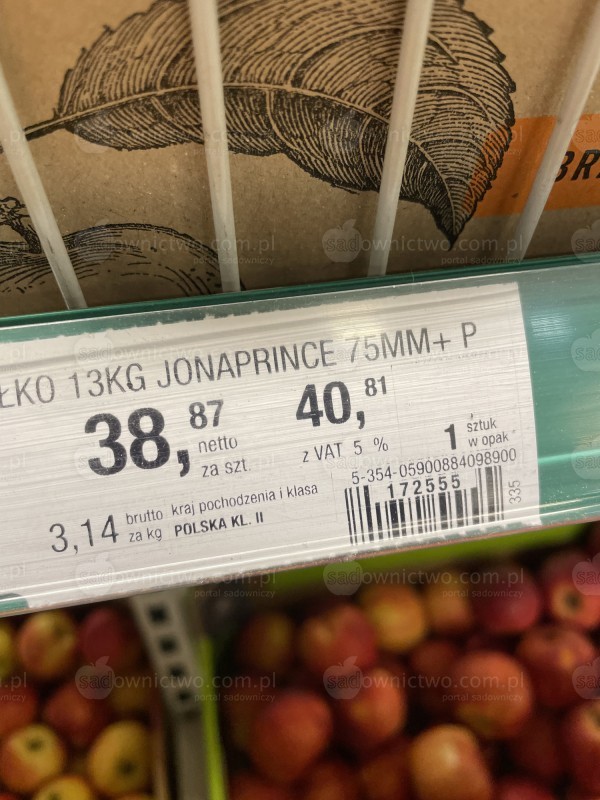 BR
ŁKO 13KG JONAPRINCE 75MM+ P
38,87 netto za szt.
40,81
z VAT 5 %
1 sztuk w opak
5-354-05900884098900
172555
335
3,14 brutto za kg
kraj pochodzenia i klasa
POLSKA KL. II
sadownictwo.com.pl
portal sadowniczy